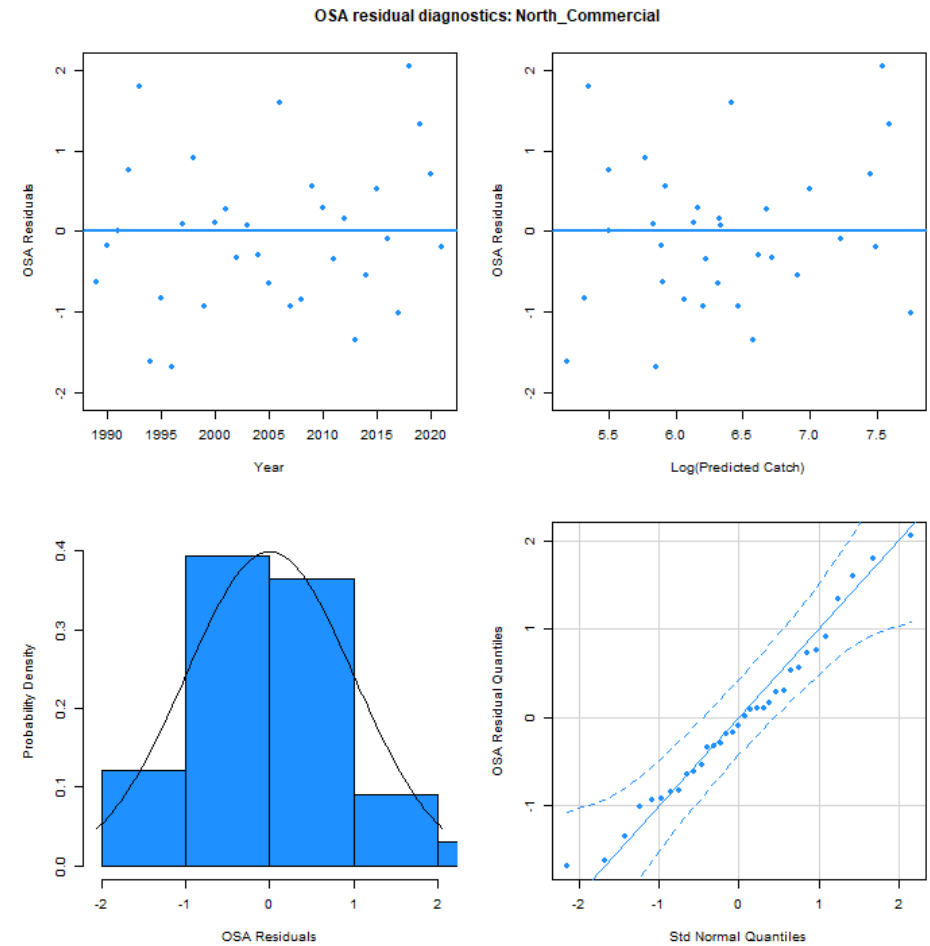 OSA residual diagnostics: North_Commercial
OSA Residuals
2
1
0
-1
-2
1990 1995 2000 2005 2010 2015 2020
Year
OSA Residuals
2
1
0
-1
-2
5.5 6.0 6.5 7.0 7.5
Log(Predicted Catch)
Probability Density
0.4
0.3
0.2
0.1
0.0
-2 -1 0 1 2
OSA Residuals
OSA Residual Quantiles
2
1
0
-1
-2 -1 0 1 2
Std Normal Quantiles